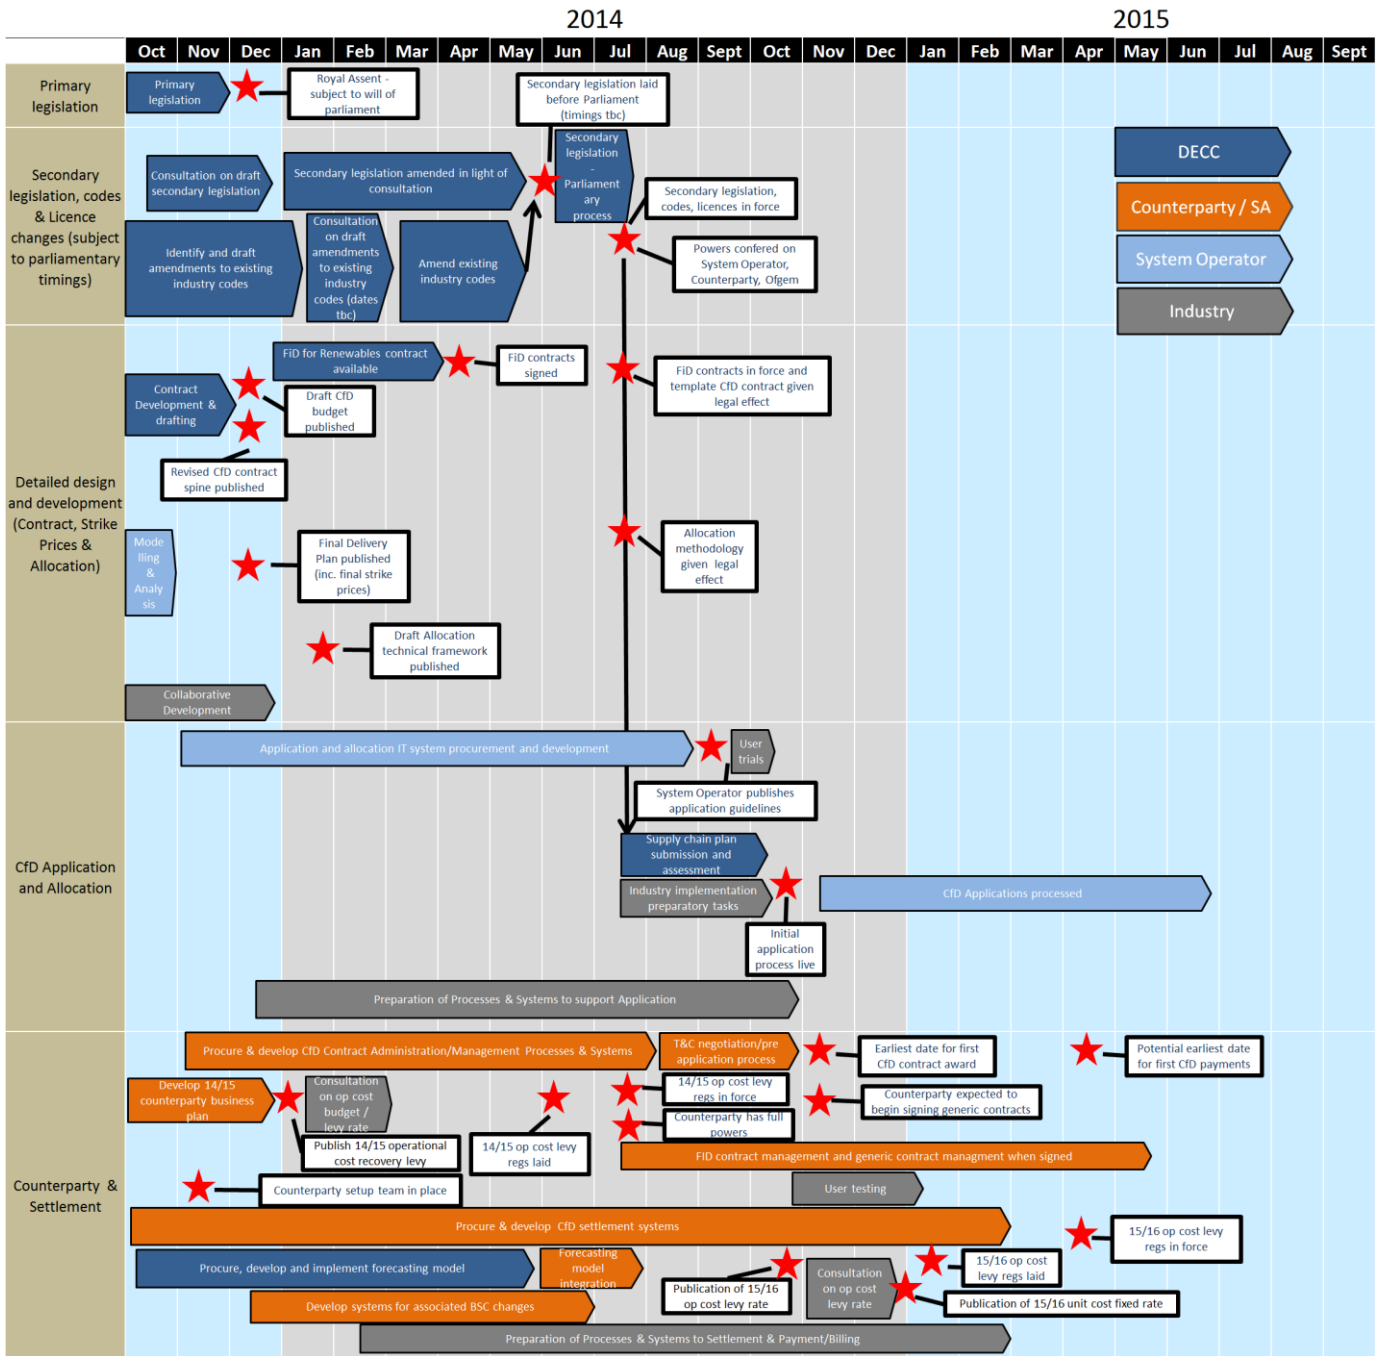 2014
2015
Oct Nov Dec Jan Feb Mar Apr May Jun Jul Aug Sept Oct Nov Dec Jan Feb Mar Apr May Jun Jul Aug Sept
Primary
legislation
Primary
legislation
Royal Assent -
subject to will of
parliament
Secondary legislation laid
before Parliament
(timings tbc)
Secondary
legislation, codes
& Licence
changes (subject
to parliamentary
timings)
Consultation on draft
secondary legislation
Secondary legislation amended in light of
consultation
Secondary
legislation
-
Parliament
ary
process
Secondary legislation,
codes, licences in force
Identify and draft
amendments to existing
industry codes
Consultation
on draft
amendments
to existing
industry
codes (dates
tbc)
Amend existing
industry codes
Powers confered on
System Operator,
Counterparty, Ofgem
DECC
Counterparty / SA
System Operator
Industry
Detailed design
and development
(Contract, Strike
Prices &
Allocation)
FiD for Renewables contract
available
FiD contracts
signed
FiD contracts in force and
template CfD contract given
legal effect
Contract
Development &
drafting
Draft CfD
budget
published
Revised CfD contract
spine published
Mode
lling
&
Analy
sis
Final Delivery
Plan published
(inc. final strike
prices)
Allocation
methodology
given legal
effect
Draft Allocation
technical framework
published
Collaborative
Development
CfD Application
and Allocation
Application and allocation IT system procurement and development
User
trials
System Operator publishes
application guidelines
Supply chain plan
submission and
assessment
Industry implementation
preparatory tasks
CfD Applications processed
Initial
application
process live
Preparation of Processes & Systems to support Application
Counterparty &
Settlement
Procure & develop CfD Contract Administration/Management Processes & Systems
T&C negotiation/pre
application process
Earliest date for first
CfD contract award
Potential earliest date
for first CfD payments
Develop 14/15
counterparty business
plan
Consultation
on op cost
budget /
levy rate
14/15 op cost levy
regs in force
Counterparty expected to
begin signing generic contracts
Counterparty has full
powers
Publish 14/15 operational
cost recovery levy
14/15 op cost levy
regs laid
FID contract management and generic contract managment when signed
Counterparty setup team in place
User testing
Procure & develop CfD settlement systems
15/16 op cost levy
regs in force
Procure, develop and implement forecasting model
Forecasting
model
integration
Publication of 15/16
op cost levy rate
Consultation
on op cost
levy rate
15/16 op cost
levy regs laid
Publication of 15/16 unit cost fixed rate
Develop systems for associated BSC changes
Preparation of Processes & Systems to Settlement & Payment/Billing